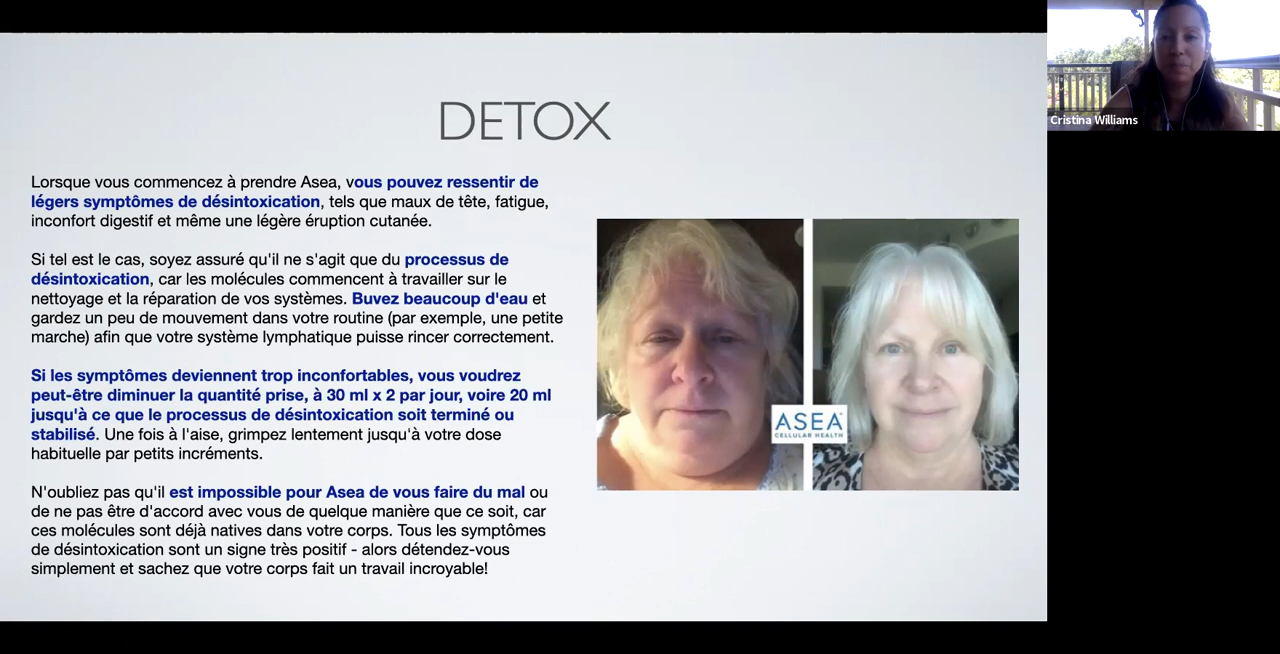 DETOX
Lorsque vous commencez à prendre Asea, vous pouvez ressentir de
légers symptômes de désintoxication, tels que maux de tête, fatigue,
inconfort digestif et même une légère éruption cutanée.
Si tel est le cas, soyez assuré qu'il ne s'agit que du processus de
désintoxication, car les molécules commencent à travailler sur le
nettoyage et la réparation de vos systèmes. Buvez beaucoup d'eau et
gardez un peu de mouvement dans votre routine (par exemple, une petite
marche) afin que votre système lymphatique puisse rincer correctement.
Si les symptômes deviennent trop inconfortables, vous voudrez
peut-être diminuer la quantité prise, à 30 ml x 2 par jour, voire 20 ml
jusqu'à ce que le processus de désintoxication soit terminé ou
stabilisé. Une fois à l'aise, grimpez lentement jusqu'à votre dose
habituelle par petits incréments.
N'oubliez pas qu'il est impossible pour Asea de vous faire du mal ou
de ne pas être d'accord avec vous de quelque manière que ce soit, car
ces molécules sont déjà natives dans votre corps. Tous les symptômes
de désintoxication sont un signe très positif - alors détendez-vous
simplement et sachez que votre corps fait un travail incroyable!
ASEA
CELLULAR HEALTH
Cristina Williams